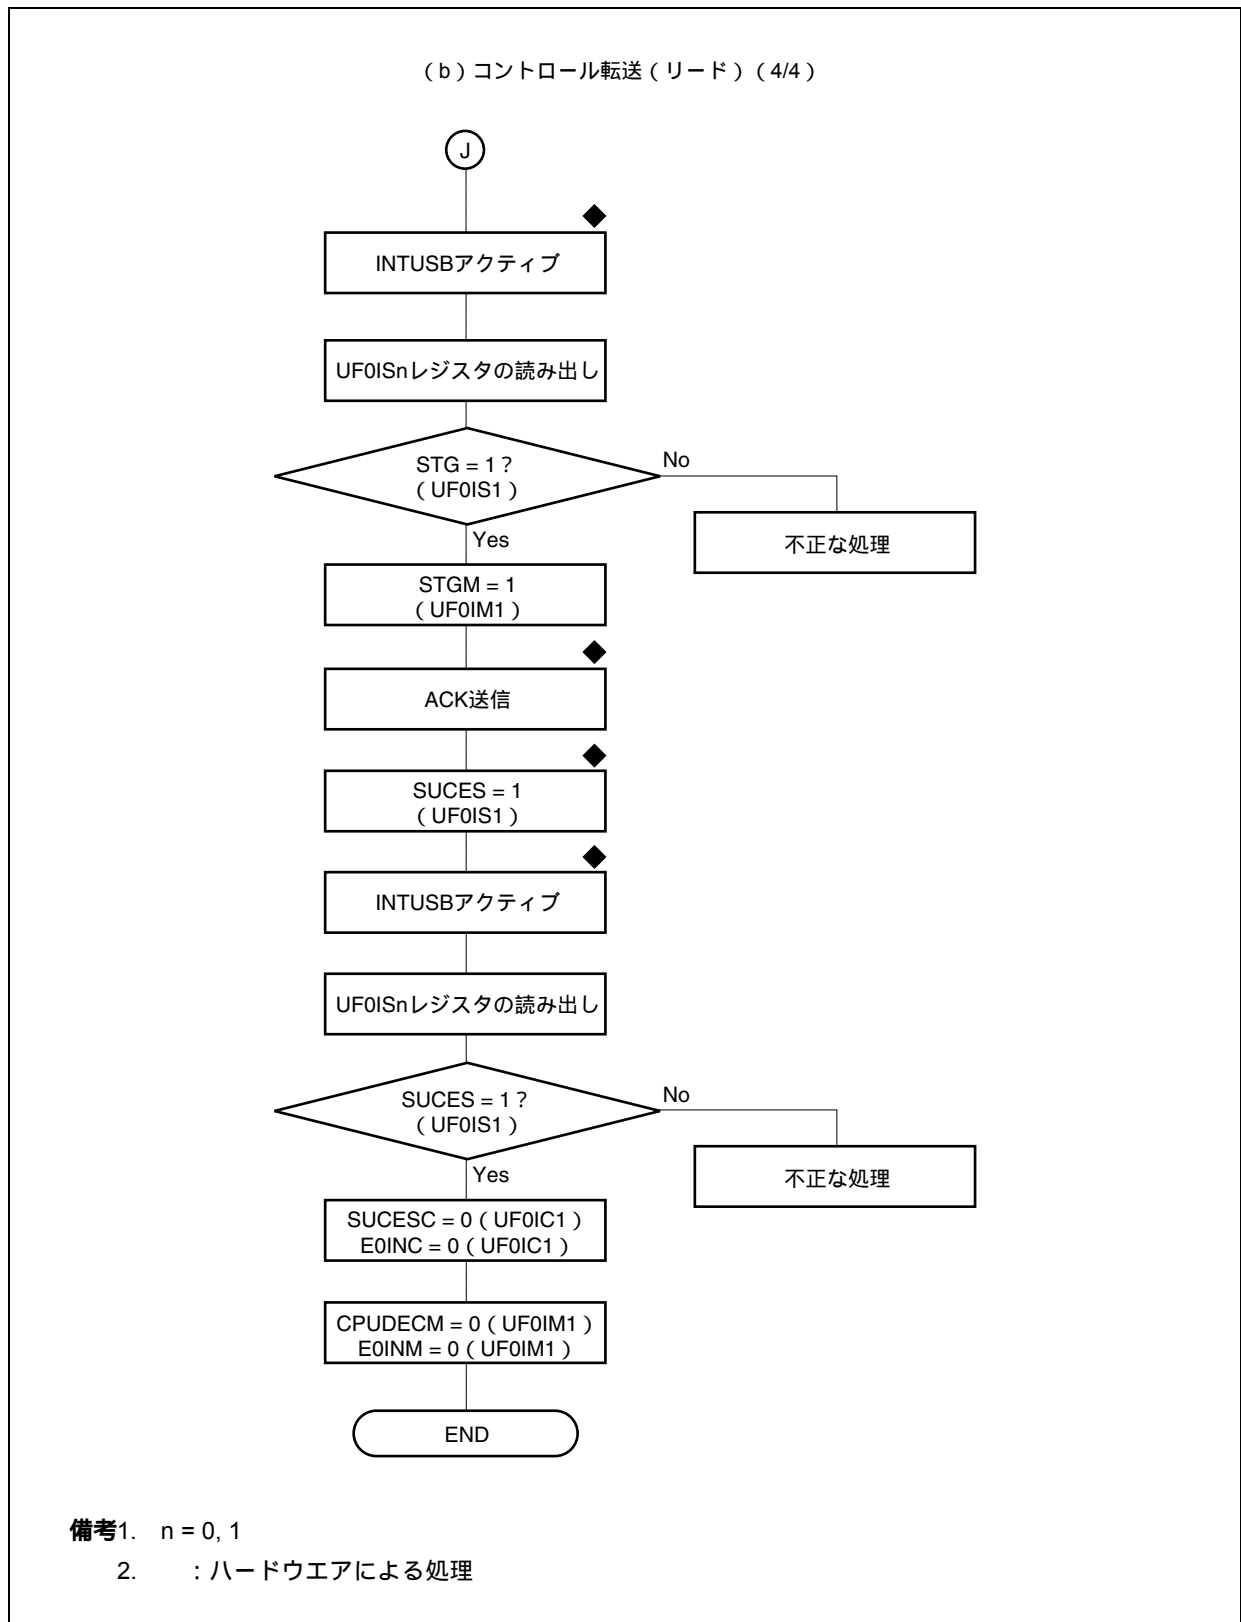 （b）コントロール転送（リード）（4/4）
J
INTUSBアクティブ
UF0ISnレジスタの読み出し
STG = 1？
（UF0IS1）
No
不正な処理
Yes
STGM = 1
（UF0IM1）
ACK送信
SUCES = 1
（UF0IS1）
INTUSBアクティブ
UF0ISnレジスタの読み出し
SUCES = 1？
（UF0IS1）
No
不正な処理
Yes
SUCESC = 0（UF0IC1）
E0INC = 0（UF0IC1）
CPUDECM = 0（UF0IM1）
E0INM = 0（UF0IM1）
END
備考1. n = 0, 1
2. ：ハードウエアによる処理